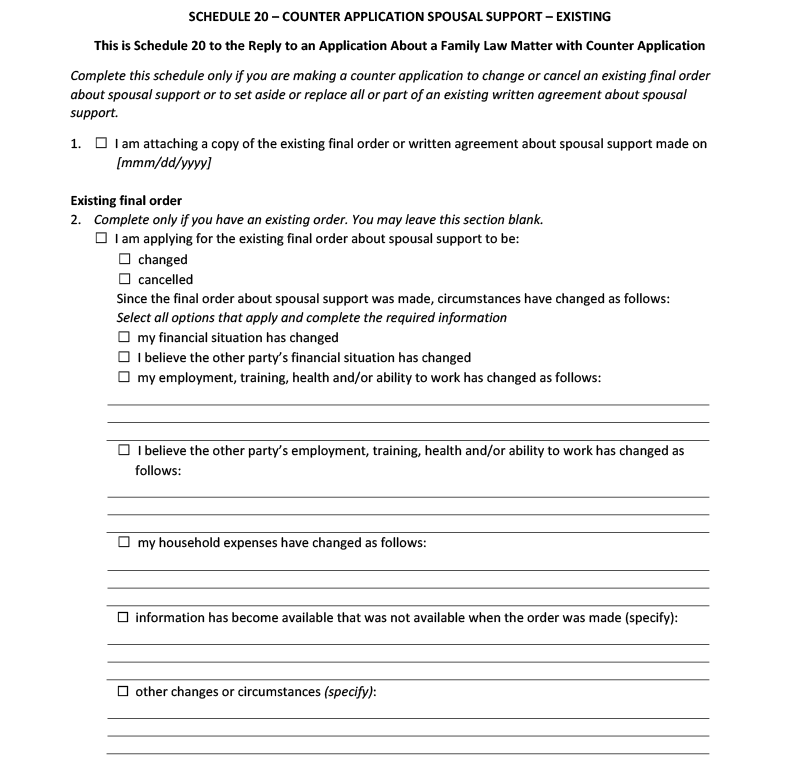 SCHEDULE 20 – COUNTER APPLICATION SPOUSAL SUPPORT – EXISTING
This is Schedule 20 to the Reply to an Application About a Family Law Matter with Counter Application
Complete this schedule only if you are making a counter application to change or cancel an existing final order
about spousal support or to set aside or replace all or part of an existing written agreement about spousal
support.
1. ☐ I am attaching a copy of the existing final order or written agreement about spousal support made on
[mmm/dd/yyyy]
Existing final order
2. Complete only if you have an existing order. You may leave this section blank.
☐ I am applying for the existing final order about spousal support to be:
☐ changed
☐ cancelled
Since the final order about spousal support was made, circumstances have changed as follows:
Select all options that apply and complete the required information
☐ my financial situation has changed
☐ I believe the other party’s financial situation has changed
☐ my employment, training, health and/or ability to work has changed as follows:
☐ I believe the other party’s employment, training, health and/or ability to work has changed as
follows:
☐ my household expenses have changed as follows:
☐ information has become available that was not available when the order was made (specify):
☐ other changes or circumstances (specify):